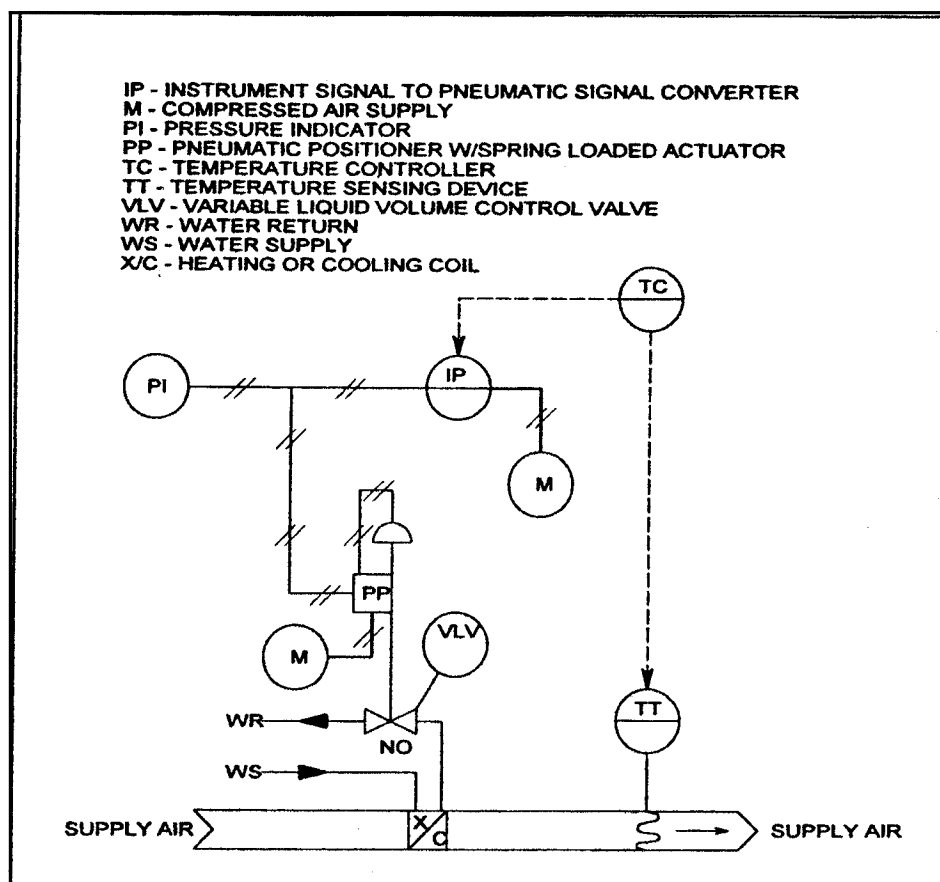 IP - INSTRUMENT SIGNAL TO PNEUMATIC SIGNAL CONVERTER
M - COMPRESSED AIR SUPPLY
PI - PRESSURE INDICATOR
PP - PNEUMATIC POSITIONER W/SPRING LOADED ACTUATOR
TC - TEMPERATURE CONTROLLER
TT - TEMPERATURE SENSING DEVICE
VLV - VARIABLE LIQUID VOLUME CONTROL VALVE
WR - WATER RETURN
WS - WATER SUPPLY
X/C - HEATING OR COOLING COIL
TC
PI
IP
M
PP
M
VLV
WR
NO
TT
WS
SUPPLY AIR
X
C
SUPPLY AIR